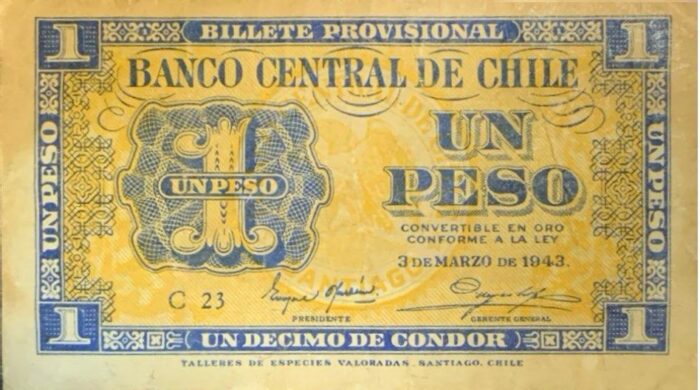 1 BILLETE PROVISIONAL 1
BANCO CENTRAL DE CHILE
UN PESO
1
UN PESO
UN
PESO
UN PESO
CONVERTIBLE EN ORO
CONFORME A LA LEY
3 DE MARZO DE 1943.
SANTIAGO
C 23
PRESIDENTE
GERENTE GENERAL
1 UN DECIMO DE CONDOR 1
TALLERES DE ESPECIES VALORADAS, SANTIAGO, CHILE